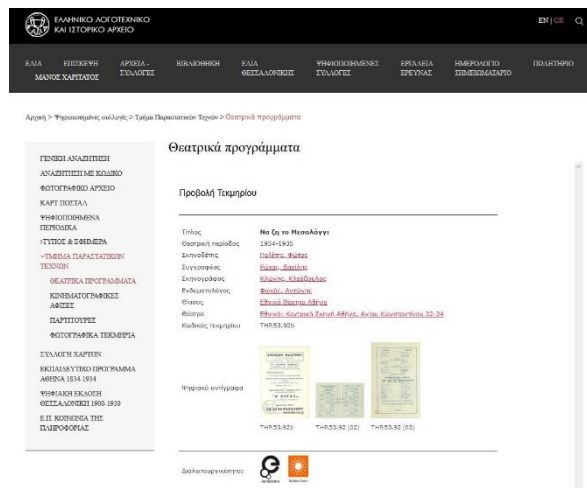 ΕΛΛΗΝΙΚΟ ΛΟΓΟΤΕΧΝΙΚΟ
ΚΑΙ ΙΣΤΟΡΙΚΟ ΑΡΧΕΙΟ
EN | GR
ΕΛΙΑ ΕΠΙΣΚΕΨΗ ΑΡΧΕΙΑ - ΒΙΒΛΙΟΘΗΚΗ ΕΛΙΑ ΨΗΦΙΟΠΟΙΗΜΕΝΕΣ ΕΡΓΑΛΕΙΑ ΗΜΕΡΟΛΟΓΙΟ ΠΩΛΗΤΗΡΙΟ
ΜΑΝΟΣ ΧΑΡΙΤΑΤΟΣ ΣΥΛΛΟΓΕΣ ΘΕΣΣΑΛΟΝΙΚΗΣ ΣΥΛΛΟΓΕΣ ΕΡΕΥΝΑΣ ΣΗΜΕΙΩΜΑΤΑΡΙΟ
Αρχική > Ψηφιοποιημένες συλλογές > Τμήμα Παραστατικών Τεχνών > Θεατρικά προγράμματα
ΓΕΝΙΚΗ ΑΝΑΖΗΤΗΣΗ
ΑΝΑΖΗΤΗΣΗ ΜΕ ΚΩΔΙΚΟ
ΦΩΤΟΓΡΑΦΙΚΟ ΑΡΧΕΙΟ
ΚΑΡΤ ΠΟΣΤΑΛ
ΨΗΦΙΟΠΟΙΗΜΕΝΑ
ΠΕΡΙΟΔΙΚΑ
›ΤΥΠΟΣ & ΕΦΗΜΕΡΑ
ΤΜΗΜΑ ΠΑΡΑΣΤΑΤΙΚΩΝ
ΤΕΧΝΩΝ
ΘΕΑΤΡΙΚΑ ΠΡΟΓΡΑΜΜΑΤΑ
ΚΙΝΗΜΑΤΟΓΡΑΦΙΚΕΣ
ΑΦΙΣΕΣ
ΠΑΡΤΙΤΟΥΡΕΣ
ΦΩΤΟΓΡΑΦΙΚΑ ΤΕΚΜΗΡΙΑ
ΣΥΛΛΟΓΗ ΧΑΡΤΩΝ
ΕΚΠΑΙΔΕΥΤΙΚΟ ΠΡΟΓΡΑΜΜΑ
ΑΘΗΝΑ 1834-1934
ΨΗΦΙΑΚΗ ΕΚΔΟΣΗ
ΘΕΣΣΑΛΟΝΙΚΗ 1900-1930
Ε.Π. ΚΟΙΝΩΝΙΑ ΤΗΣ
ΠΛΗΡΟΦΟΡΙΑΣ
Θεατρικά προγράμματα
Προβολή Τεκμηρίου
Τίτλος Να ζη το Μεσολόγγι
Θεατρική περίοδος 1934-1935
Σκηνοθέτης Πολίτης, Φώτος
Συγγραφέας Ρώτας, Βασίλης
Σκηνογράφος Κλώνης, Κλεόβουλος
Ενδυματολόγος Φωκάς, Αντώνης
Θίασος Εθνικό Θέατρο Αθήνα
Θέατρο Εθνικό: Κεντρική Σκηνή Αθήνα, Αγίου Κωνσταντίνου 22-24
Κωδικός τεκμηρίου THR53.92b
Ψηφιακά αντίγραφα
THR53.92b THR53.92 (02) THR53.92 (03)
Διαλειτουργικότητα: